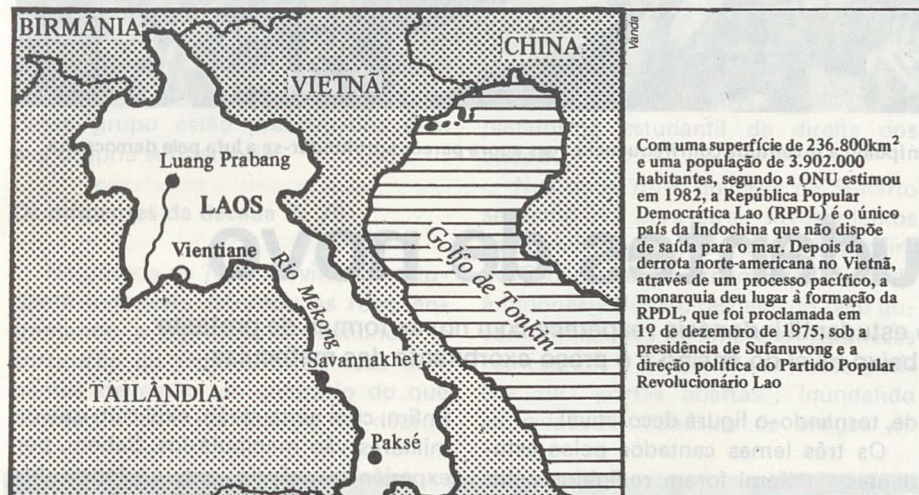 BIRMÂNIA
CHINA
VIETNÃ
Luang Prabang
LAOS
Vientiane
Rio Mekong
Golfo de Tonkin
Savannakhet
TAILÂNDIA
Paksé
Vanda
Com uma superfície de 236.800km²
e uma população de 3.902.000
habitantes, segundo a ONU estimou
em 1982, a República Popular
Democrática Lao (RPDL) é o único
país da Indochina que não dispõe
de saída para o mar. Depois da
derrota norte-americana no Vietnã,
através de um processo pacífico, a
monarquia deu lugar à formação da
RPDL, que foi proclamada em
19 de dezembro de 1975, sob a
presidência de Sufanuvong e a
direção política do Partido Popular
Revolucionário Lao